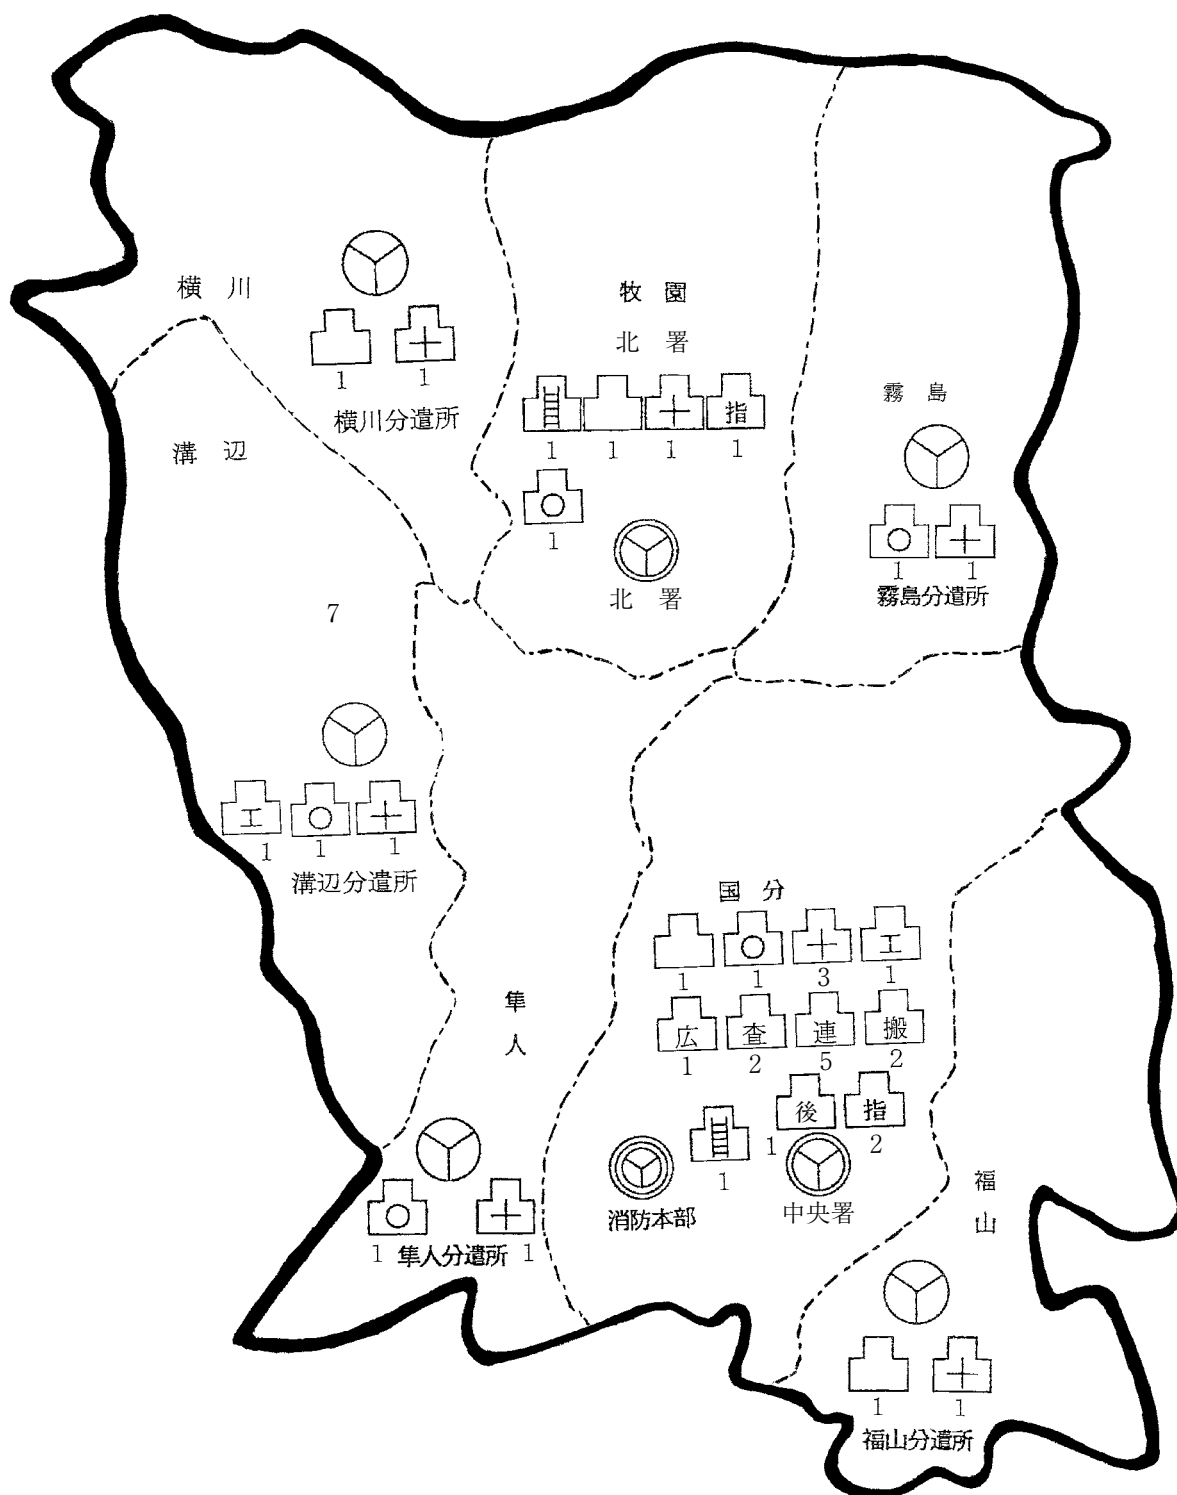 横川
1 1
横川分遣所
牧園
北署
指
1 1 1 1
1
北署
霧島
1 1
霧島分遣所
溝辺
7
エ
1 1 1
溝辺分遣所
隼人
1 1
隼人分遣所
国分
エ
1 1 3 1
広 査 連 搬
1 2 5 2
後 指
1 1 2
消防本部
中央署
福山
1 1
福山分遣所